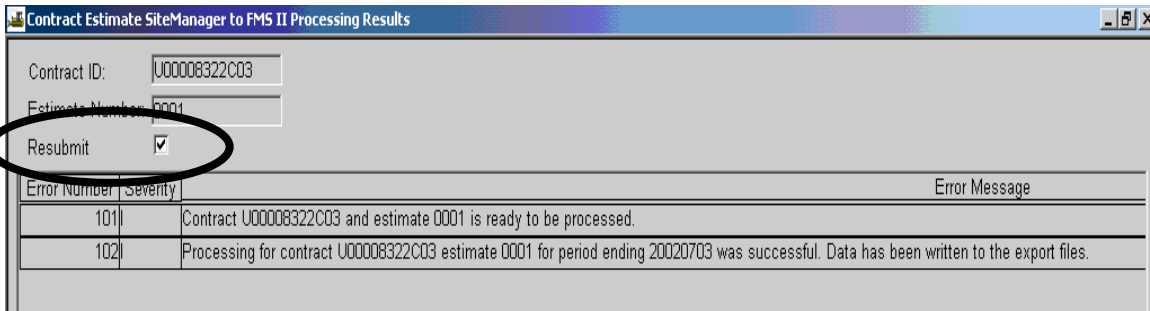 Contract Estimate SiteManager to FMS II Processing Results
Contract ID: U00008322C03
Estimate Number: 0001
Resubmit
Error Number Severity Error Message
101 I Contract U00008322C03 and estimate 0001 is ready to be processed.
102 I Processing for contract U00008322C03 estimate 0001 for period ending 20020703 was successful. Data has been written to the export files.